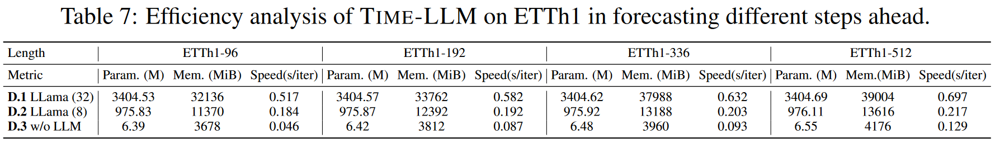 Table 7: Efficiency analysis of TIME-LLM on ETTh1 in forecasting different steps ahead.
Length ETTh1-96 ETTh1-192 ETTh1-336 ETTh1-512
Metric Param. (M) Mem. (MiB) Speed(s/iter) Param. (M) Mem. (MiB) Speed(s/iter) Param. (M) Mem. (MiB) Speed(s/iter) Param. (M) Mem.(MiB) Speed(s/iter)
D.1 LLama (32) 3404.53 32136 0.517 3404.57 33762 0.582 3404.62 37988 0.632 3404.69 39004 0.697
D.2 LLama (8) 975.83 11370 0.184 975.87 12392 0.192 975.92 13188 0.203 976.11 13616 0.217
D.3 w/o LLM 6.39 3678 0.046 6.42 3812 0.087 6.48 3960 0.093 6.55 4176 0.129